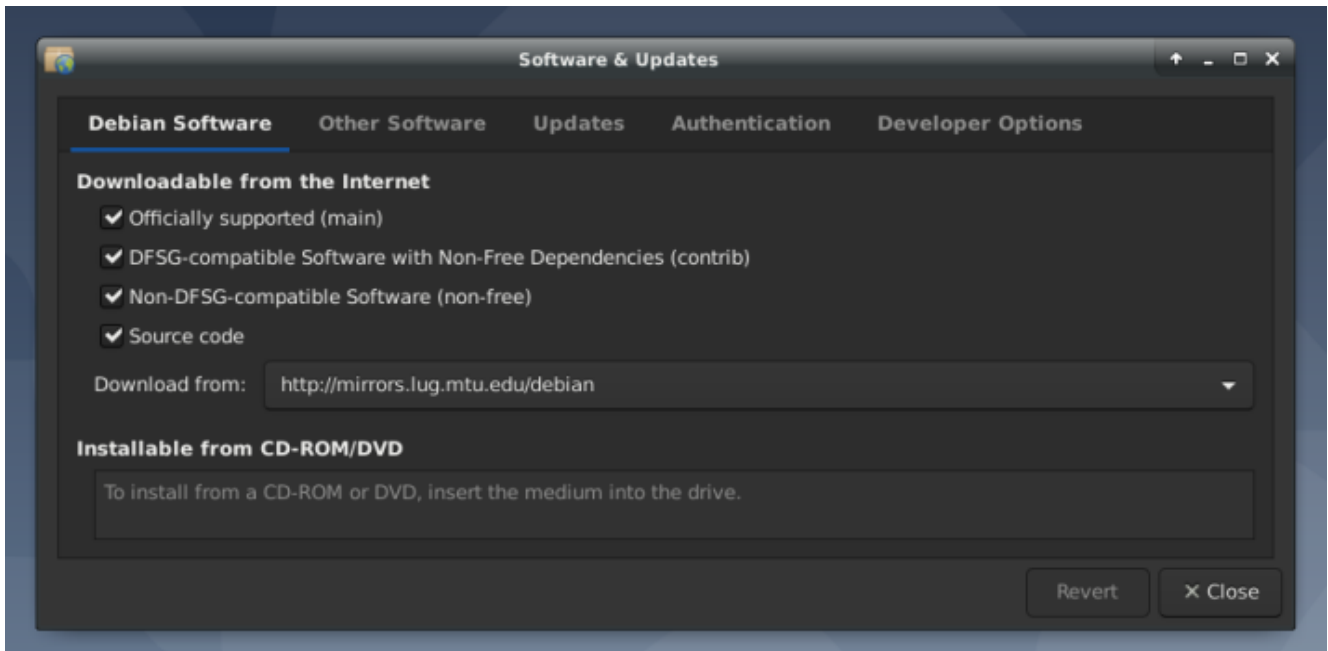 Software & Updates
Debian Software Other Software Updates Authentication Developer Options
Downloadable from the Internet
Officially supported (main)
DFSG-compatible Software with Non-Free Dependencies (contrib)
Non-DFSG-compatible Software (non-free)
Source code
Download from: http://mirrors.lug.mtu.edu/debian
Installable from CD-ROM/DVD
To install from a CD-ROM or DVD, insert the medium into the drive.
Revert Close